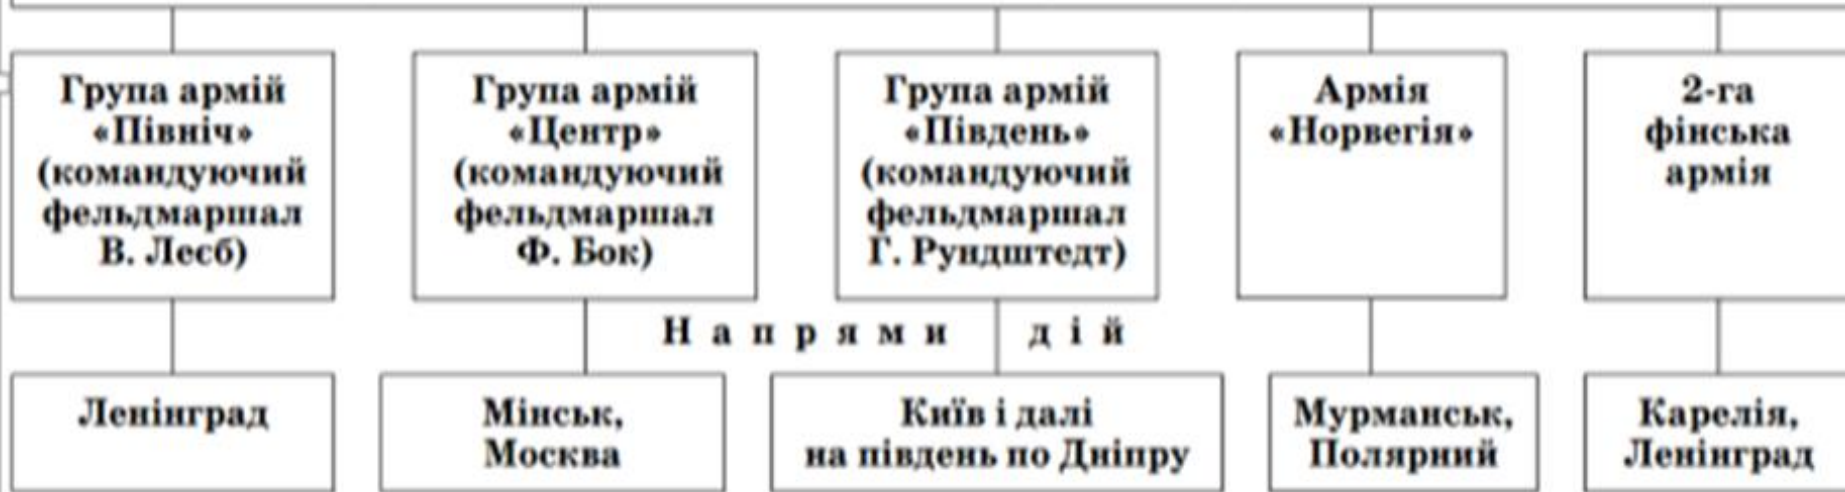 Група армій
«Північ»
(командуючий
фельдмаршал
В. Леєб)
Група армій
«Центр»
(командуючий
фельдмаршал
Ф. Бок)
Група армій
«Південь»
(командуючий
фельдмаршал
Г. Рундштедт)
Армія
«Норвегія»
2-га
фінська
армія
Напрями дій
Ленінград
Мінськ,
Москва
Київ і далі
на південь по Дніпру
Мурманськ,
Полярний
Карелія,
Ленінград